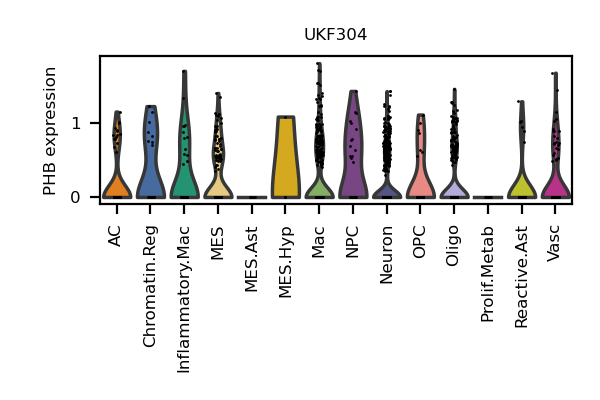 UKF304
PHB expression
1
0
AC
Chromatin.Reg
Inflammatory.Mac
MES
MES.Ast
MES.Hyp
Mac
NPC
Neuron
OPC
Oligo
Prolif.Metab
Reactive.Ast
Vasc